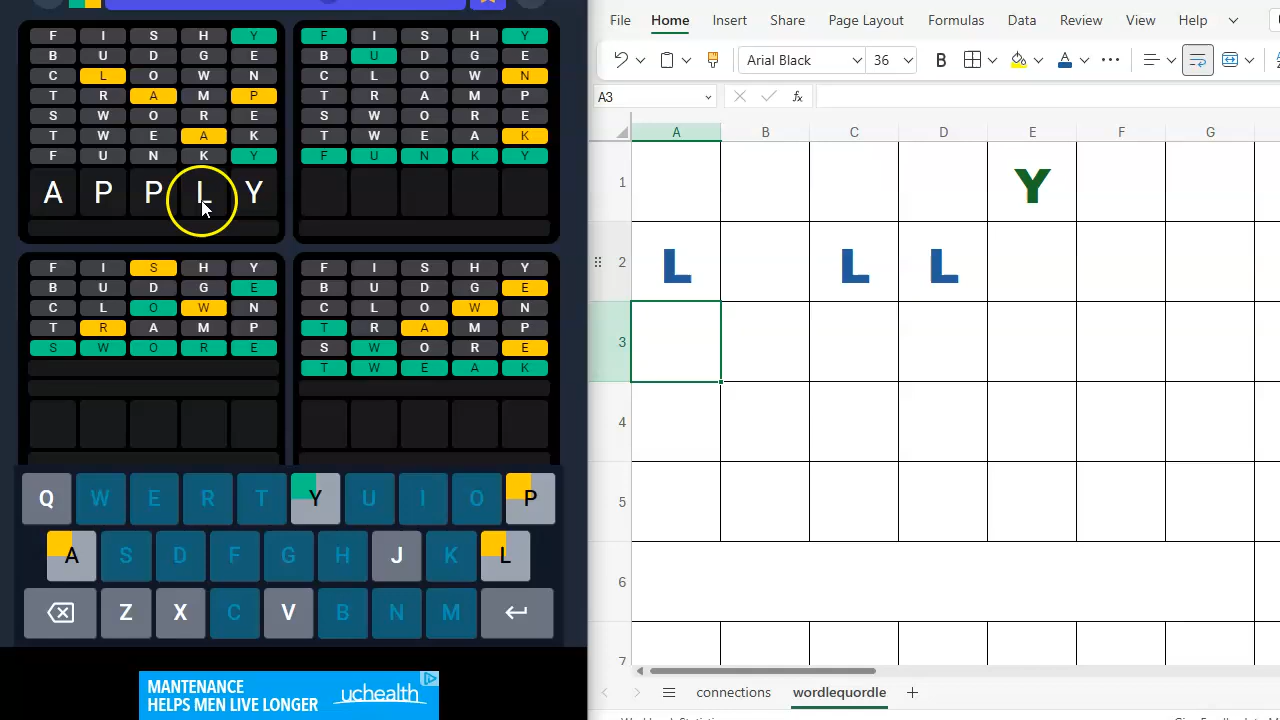 F I S H Y
B U D G E
C L O W N
T R A M P
S W O R E
T W E A K
F U N K Y
A P P L Y
F I S H Y
B U D G E
C L O W N
T R A M P
S W O R E
T W E A K
F U N K Y
F I S H Y
B U D G E
C L O W N
T R A M P
S W O R E
F I S H Y
B U D G E
C L O W N
T R A M P
S W O R E
T W E A K
Q W E R T Y U I O P
A S D F G H J K L
Z X C V B N M
MANTENANCE
HELPS MEN LIVE LONGER
uchealth
File Home Insert Share Page Layout Formulas Data Review View Help
Arial Black 36 B A
A3 fx
A B C D E F G
1 Y
2 L L L
3
4
5
6
7
connections wordlequordle